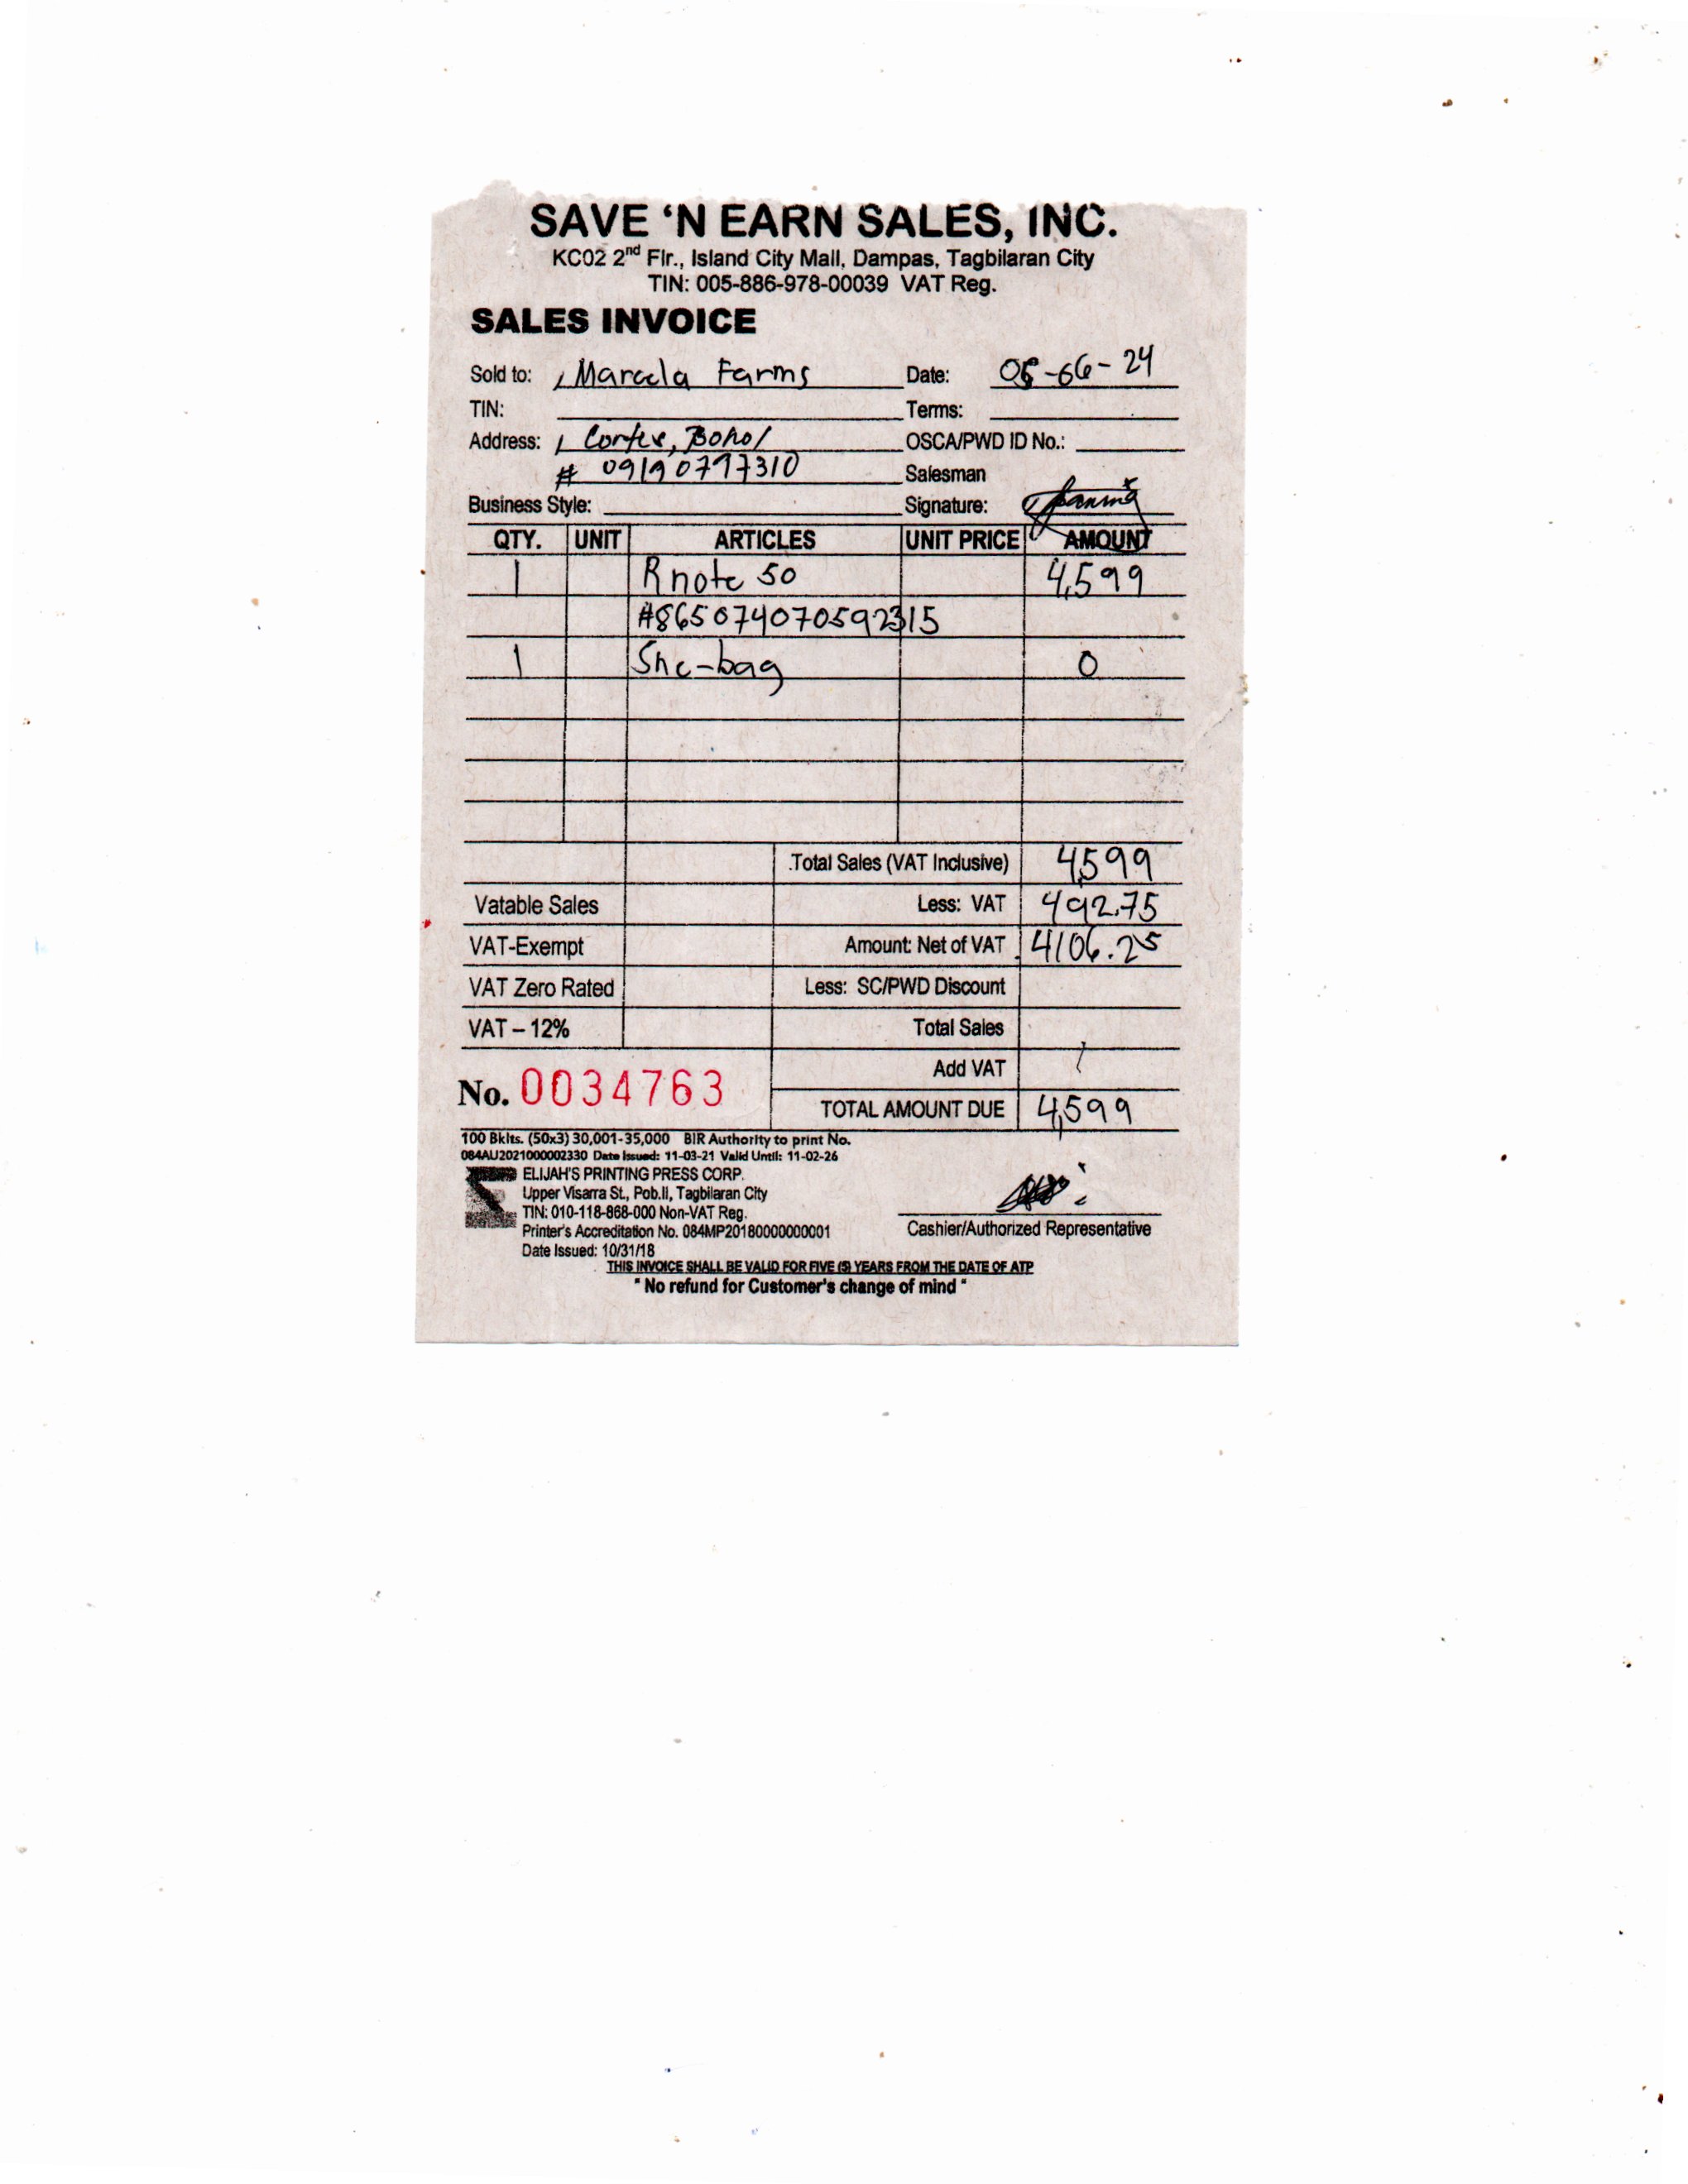 SAVE ‘N EARN SALES, INC.
KC02 2nd Flr., Island City Mall, Dampas, Tagbilaran City
TIN: 005-886-978-00039 VAT Reg.
SALES INVOICE
Sold to: Marcela Farms Date: -06-24
TIN: Terms:
Address: Cortes, Bohol OSCA/PWD ID No.:
# 09190797310 Salesman
Business Style: Signature:
QTY. UNIT ARTICLES UNIT PRICE AMOUNT
1 Rnote 50 4,599
#865074070592315
1 Sne-bag 0
Total Sales (VAT Inclusive) 4,599
Vatable Sales Less: VAT 492.75
VAT-Exempt Amount: Net of VAT 4106.25
VAT Zero Rated Less: SC/PWD Discount
VAT – 12% Total Sales
Add VAT
No. 0034763 TOTAL AMOUNT DUE 4,599
100 Bklts. (50x3) 30,001-35,000 BIR Authority to print No.
084AU2021000002330 Date Issued: 11-03-21 Valid Until: 11-02-26
ELIJAH'S PRINTING PRESS CORP.
Upper Visarra St., Pob.II, Tagbilaran City
TIN: 010-118-868-000 Non-VAT Reg.
Printer's Accreditation No. 084MP20180000000001
Date Issued: 10/31/18
Cashier/Authorized Representative
THIS INVOICE SHALL BE VALID FOR FIVE (5) YEARS FROM THE DATE OF ATP
" No refund for Customer's change of mind "